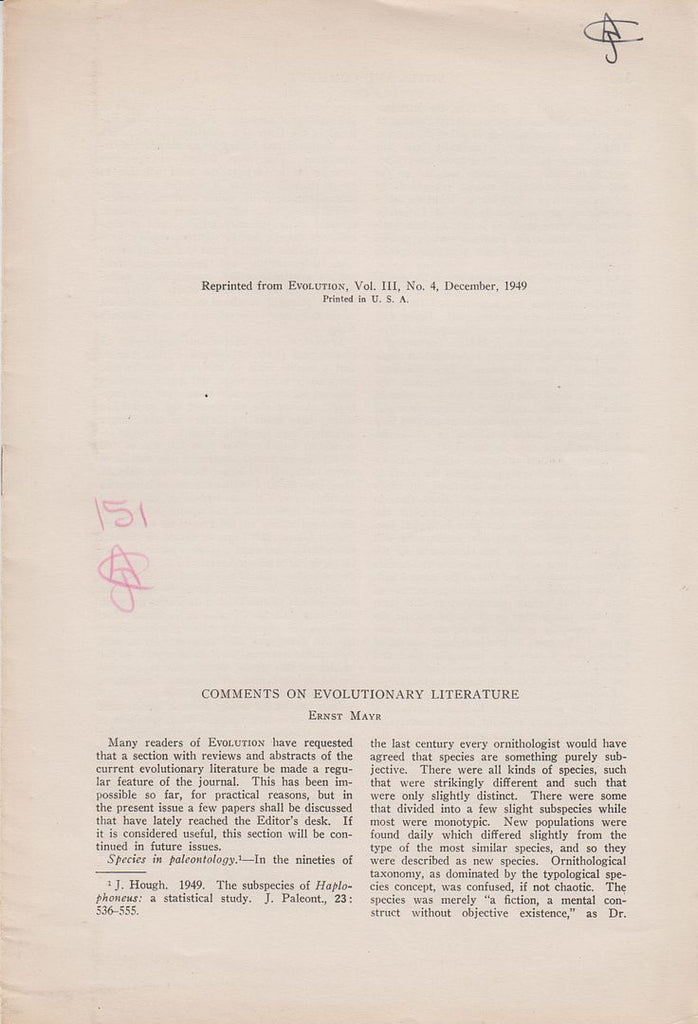 Reprinted from EVOLUTION, Vol. III, No. 4, December, 1949
Printed in U. S. A.
151
COMMENTS ON EVOLUTIONARY LITERATURE
ERNST MAYR
Many readers of EVOLUTION have requested
that a section with reviews and abstracts of the
current evolutionary literature be made a regu-
lar feature of the journal. This has been im-
possible so far, for practical reasons, but in
the present issue a few papers shall be discussed
that have lately reached the Editor's desk. If
it is considered useful, this section will be con-
tinued in future issues.
Species in paleontology.¹—In the nineties of
¹ J. Hough. 1949. The subspecies of Haplo-
phoneus: a statistical study. J. Paleont., 23:
536–555.
the last century every ornithologist would have
agreed that species are something purely sub-
jective. There were all kinds of species, such
that were strikingly different and such that
were only slightly distinct. There were some
that divided into a few slight subspecies while
most were monotypic. New populations were
found daily which differed slightly from the
type of the most similar species, and so they
were described as new species. Ornithological
taxonomy, as dominated by the typological spe-
cies concept, was confused, if not chaotic. The
species was merely "a fiction, a mental con-
struct without objective existence," as Dr.